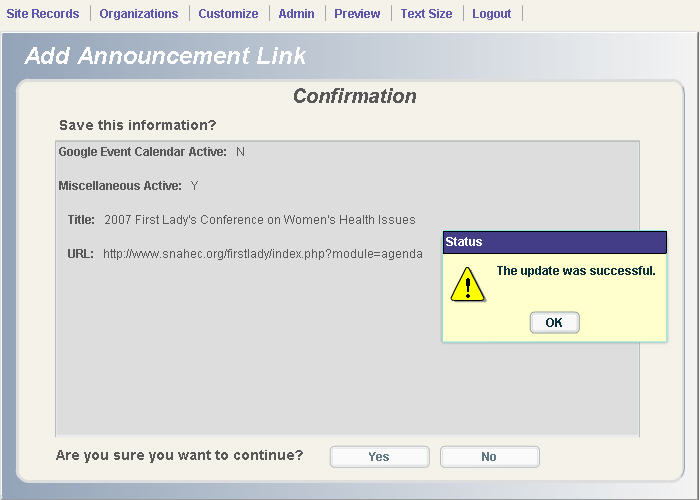 Site Records Organizations Customize Admin Preview Text Size Logout
Add Announcement Link
Confirmation
Save this information?
Google Event Calendar Active: N
Miscellaneous Active: Y
Title: 2007 First Lady's Conference on Women's Health Issues
URL: http://www.snahec.org/firstlady/index.php?module=agenda
Status
The update was successful.
OK
Are you sure you want to continue? Yes No